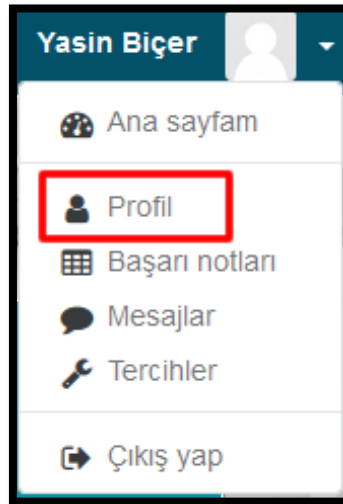 Yasin Biçer
Ana sayfam
Profil
Başarı notları
Mesajlar
Tercihler
Çıkış yap